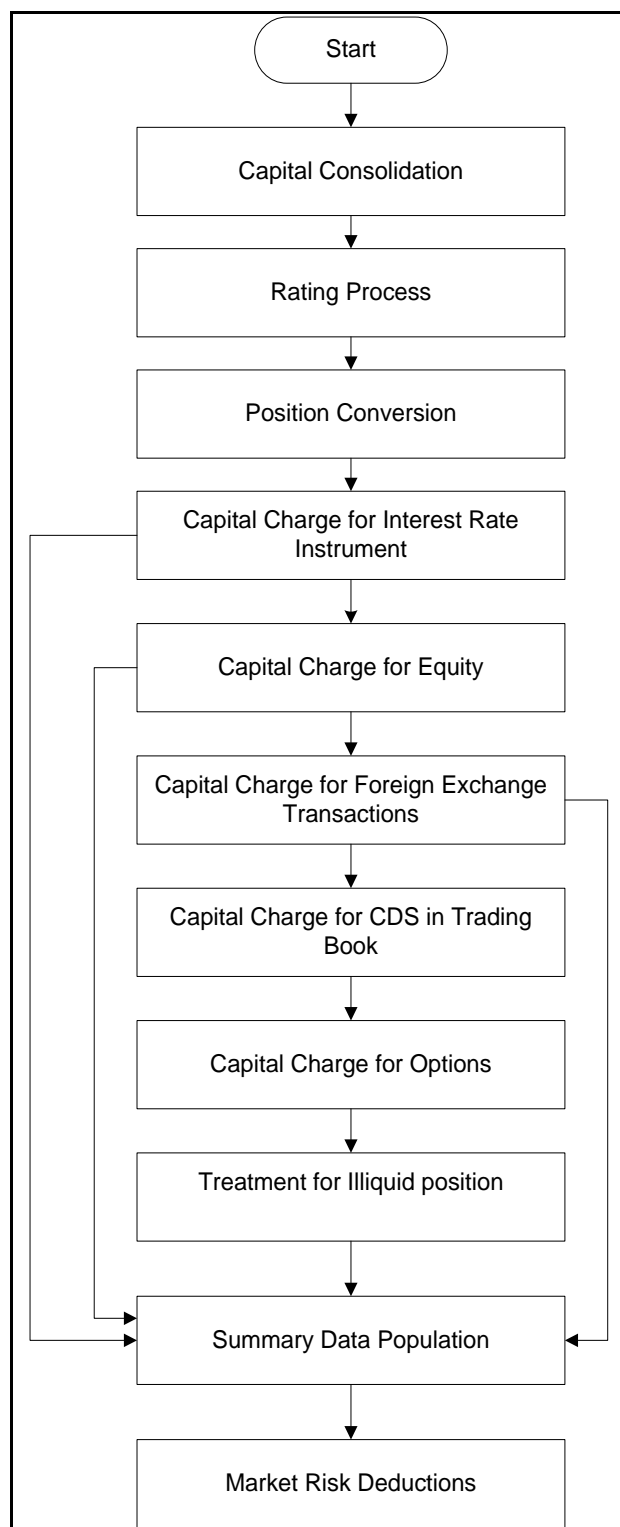 Start
Capital Consolidation
Rating Process
Position Conversion
Capital Charge for Interest Rate
Instrument
Capital Charge for Equity
Capital Charge for Foreign Exchange
Transactions
Capital Charge for CDS in Trading
Book
Capital Charge for Options
Treatment for Illiquid position
Summary Data Population
Market Risk Deductions